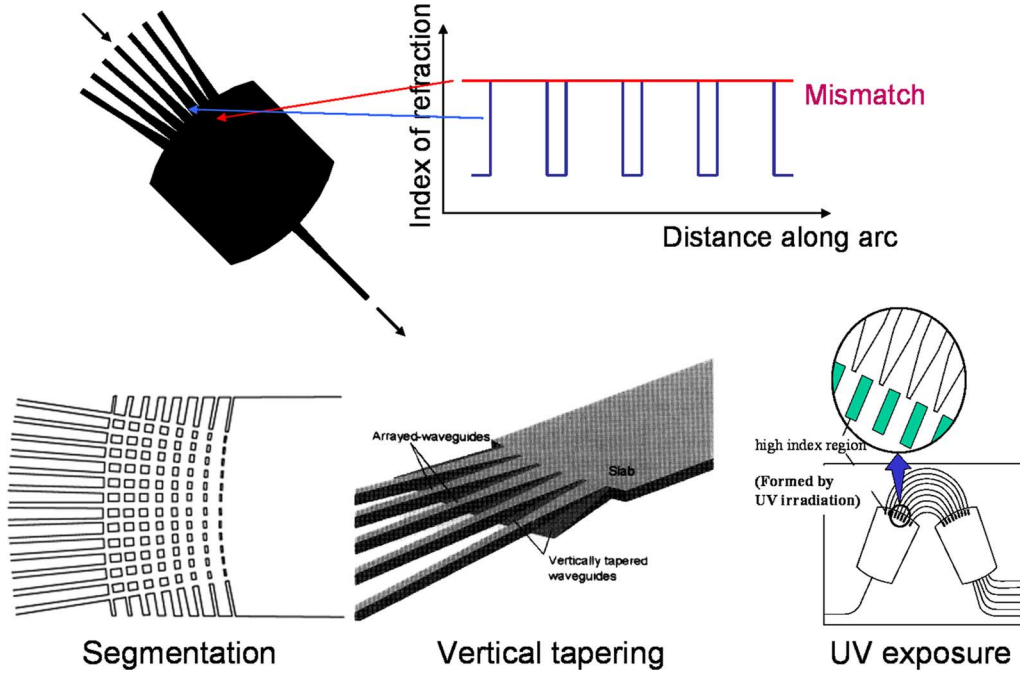 Index of refraction
Mismatch
Distance along arc
Arrayed-waveguides
Slab
Vertically tapered
waveguides
high index region
(Formed by
UV irradiation)
Segmentation
Vertical tapering
UV exposure